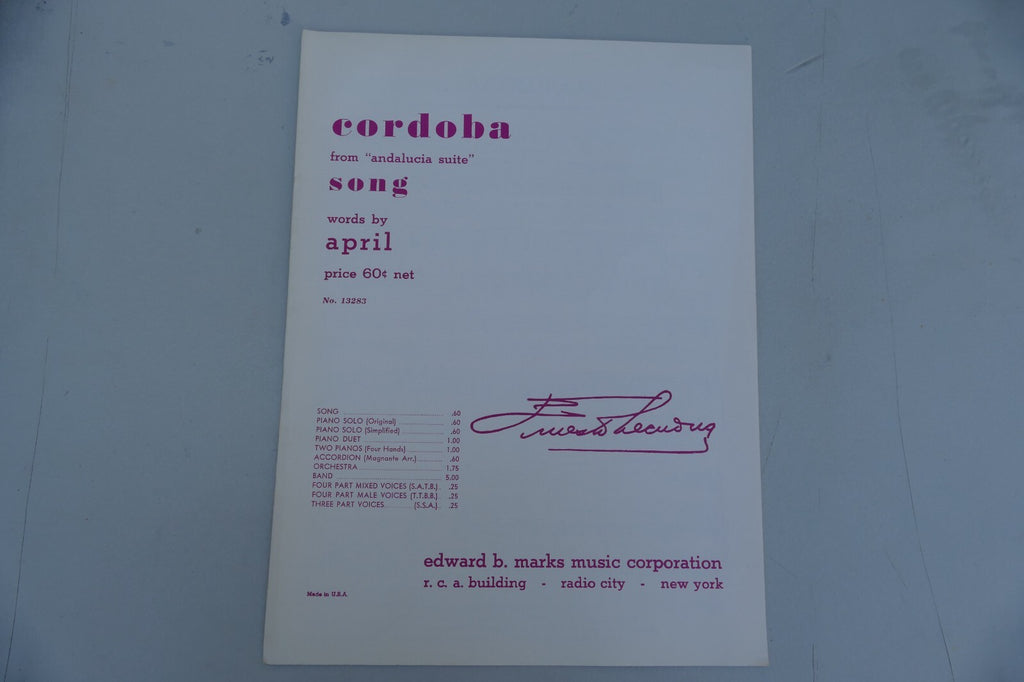 cordoba
from "andalucia suite"
song
words by
april
price 60¢ net
No. 13283
SONG .60
PIANO SOLO (Original) .60
PIANO SOLO (Simplified) .60
PIANO DUET 1.00
TWO PIANOS (Four Hands) 1.00
ACCORDION (Magnante Arr.) .60
ORCHESTRA 1.75
BAND 5.00
FOUR PART MIXED VOICES (S.A.T.B.) .25
FOUR PART MALE VOICES (T.T.B.B.) .25
THREE PART VOICES (S.S.A.) .25
Ernesto Lecuona
edward b. marks music corporation
r. c. a. building - radio city - new york
Made in U.S.A.